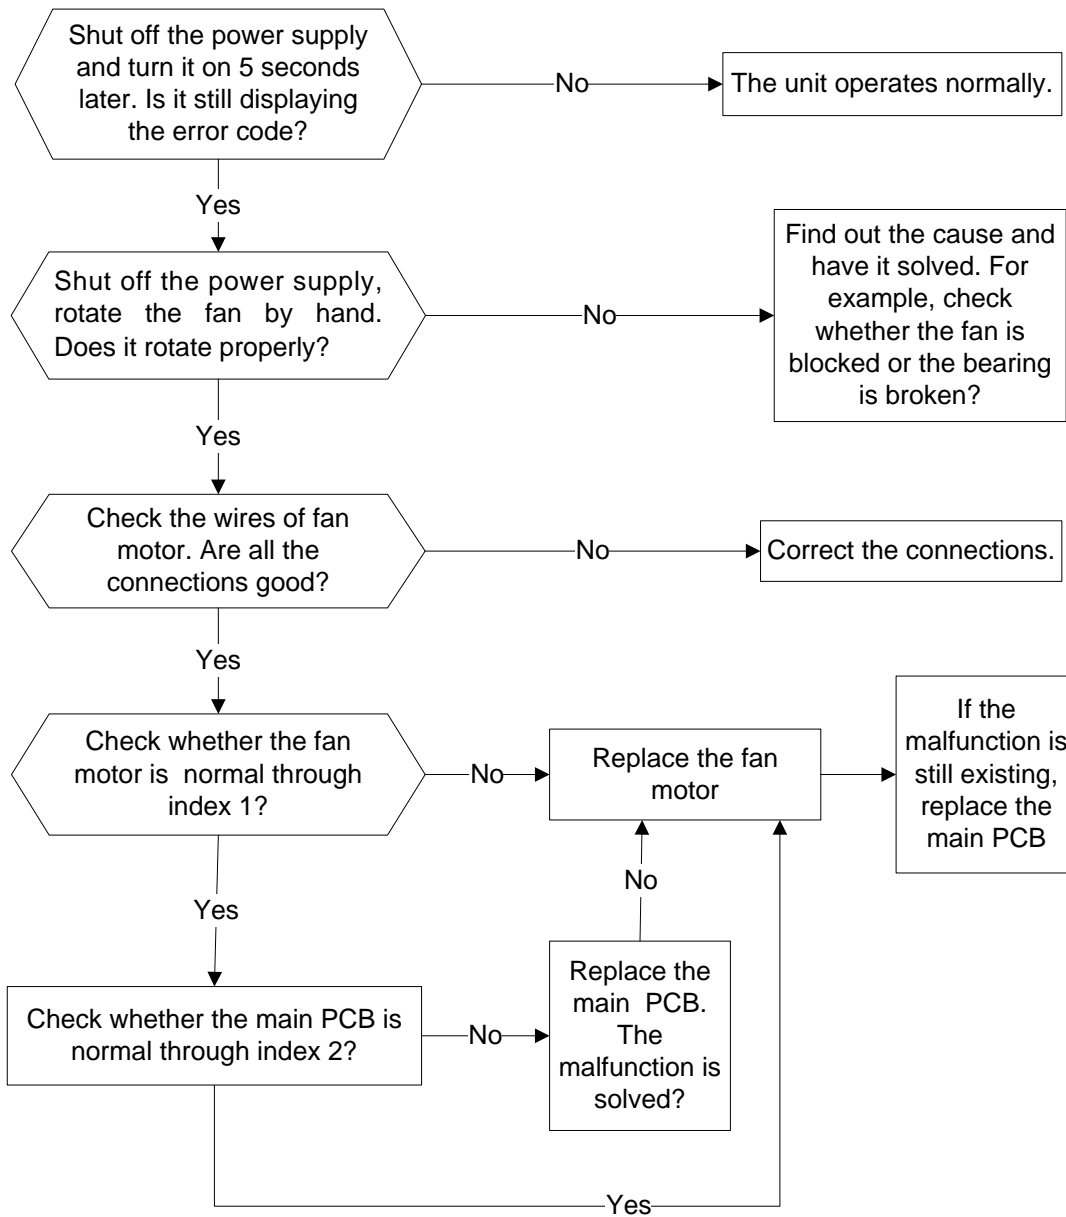 Shut off the power supply
and turn it on 5 seconds
later. Is it still displaying
the error code?
No
The unit operates normally.
Yes
Shut off the power supply,
rotate the fan by hand.
Does it rotate properly?
No
Find out the cause and
have it solved. For
example, check
whether the fan is
blocked or the bearing
is broken?
Yes
Check the wires of fan
motor. Are all the
connections good?
No
Correct the connections.
Yes
Check whether the fan
motor is normal through
index 1?
No
Replace the fan
motor
If the
malfunction is
still existing,
replace the
main PCB
Yes
No
Check whether the main PCB is
normal through index 2?
No
Replace the
main PCB.
The
malfunction is
solved?
Yes